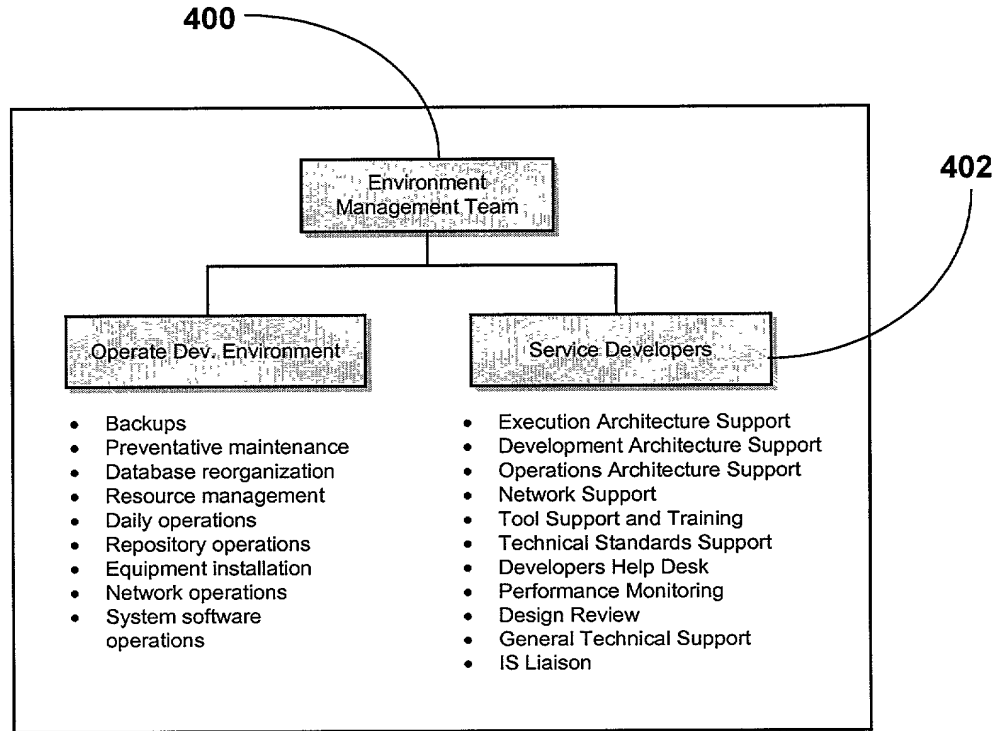 400
402
Environment
Management Team
Operate Dev. Environment
Service Developers
• Backups
• Preventative maintenance
• Database reorganization
• Resource management
• Daily operations
• Repository operations
• Equipment installation
• Network operations
• System software
operations
• Execution Architecture Support
• Development Architecture Support
• Operations Architecture Support
• Network Support
• Tool Support and Training
• Technical Standards Support
• Developers Help Desk
• Performance Monitoring
• Design Review
• General Technical Support
• IS Liaison